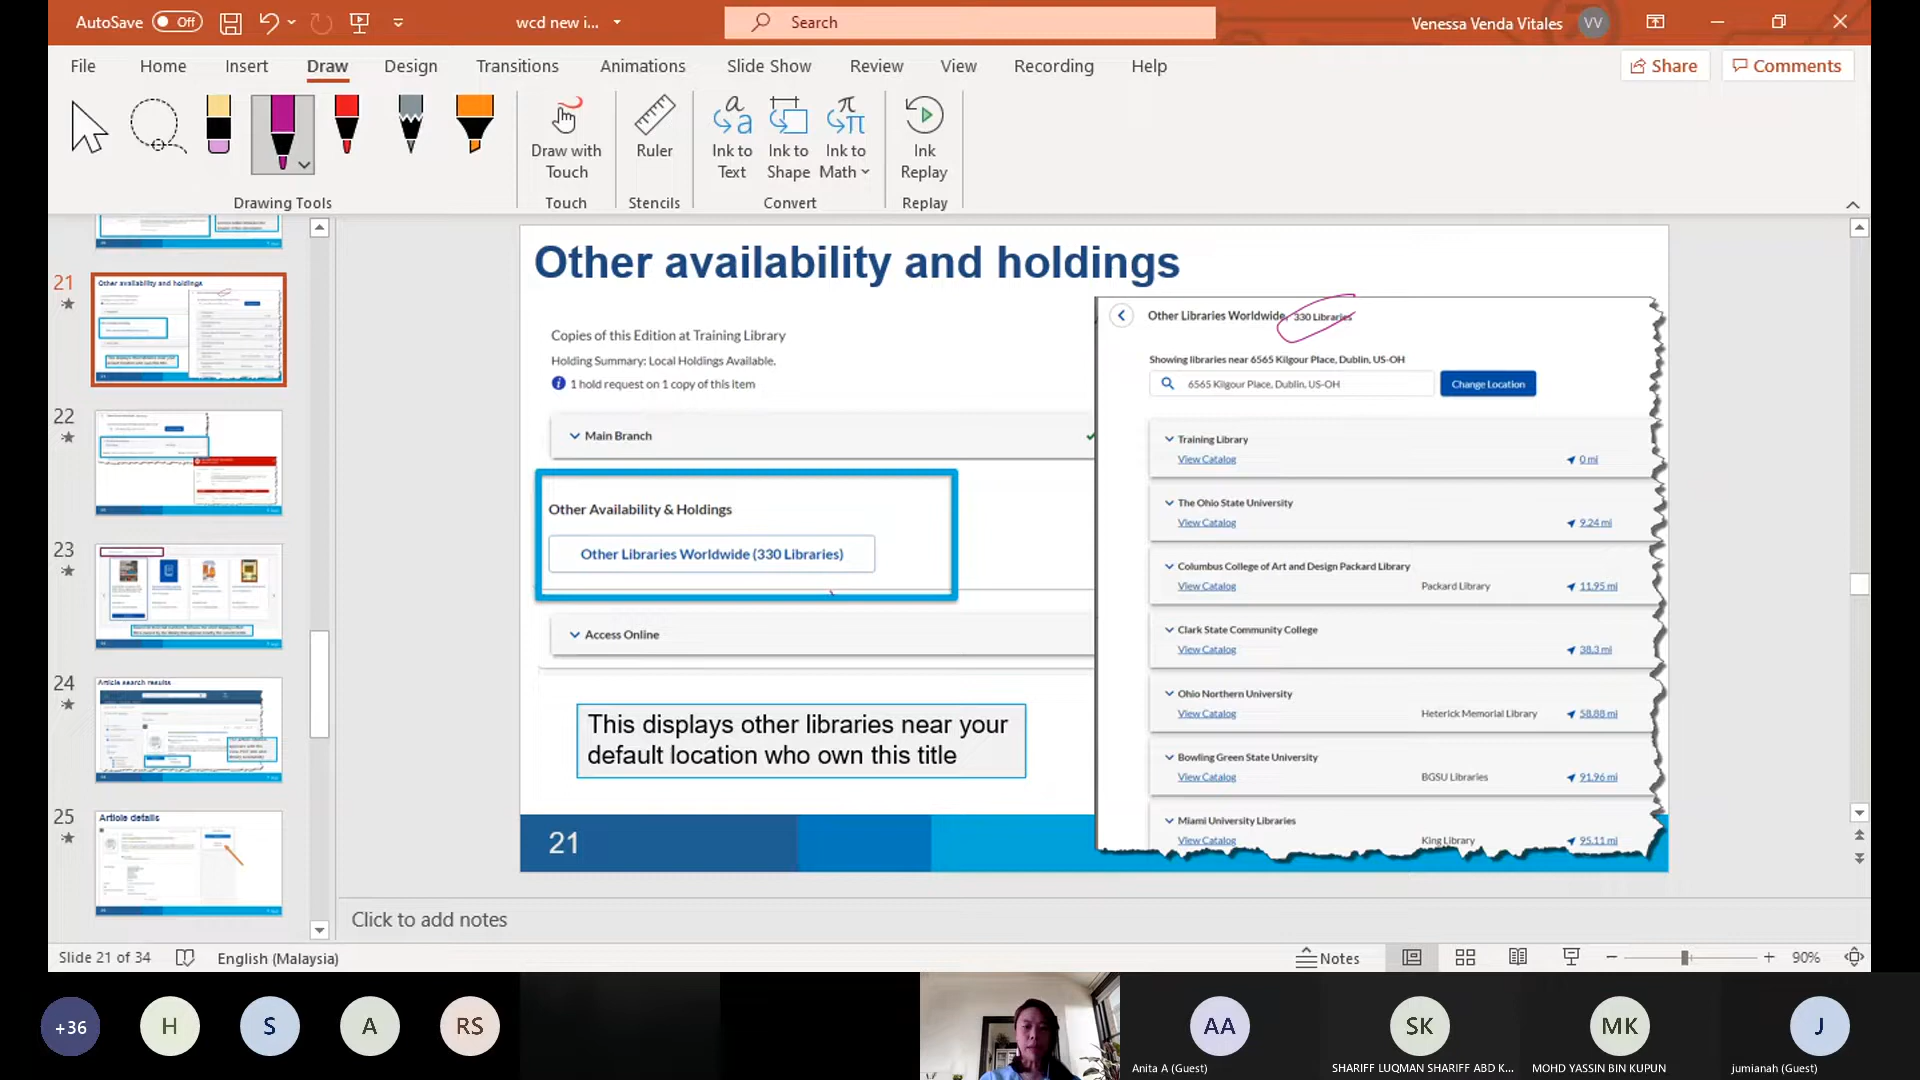 AutoSave Off
wcd new i...
Search
Venessa Venda Vitales VV
File Home Insert Draw Design Transitions Animations Slide Show Review View Recording Help
Share Comments
Draw with Touch
Ruler
Ink to Text
Ink to Shape
Ink to Math
Ink Replay
Drawing Tools Touch Stencils Convert Replay
21
Other availability and holdings
22
23
24
Article search results
25
Article details
Other availability and holdings
Copies of this Edition at Training Library
Holding Summary: Local Holdings Available.
1 hold request on 1 copy of this item
Main Branch
Other Availability & Holdings
Other Libraries Worldwide (330 Libraries)
Access Online
This displays other libraries near your
default location who own this title
21
Other Libraries Worldwide, 330 Libraries
Showing libraries near 6565 Kilgour Place, Dublin, US-OH
6565 Kilgour Place, Dublin, US-OH Change Location
Training Library
View Catalog 0 mi
The Ohio State University
View Catalog 9.24 mi
Columbus College of Art and Design Packard Library
View Catalog Packard Library 11.95 mi
Clark State Community College
View Catalog 38.3 mi
Ohio Northern University
View Catalog Heterick Memorial Library 58.88 mi
Bowling Green State University
View Catalog BGSU Libraries 91.96 mi
Miami University Libraries
View Catalog King Library 95.11 mi
Click to add notes
Slide 21 of 34 English (Malaysia) Notes 90%
+36 H S A RS AA SK MK J
Anita A (Guest) SHARIFF LUQMAN SHARIFF ABD K... MOHD YASSIN BIN KUPUN jumianah (Guest)